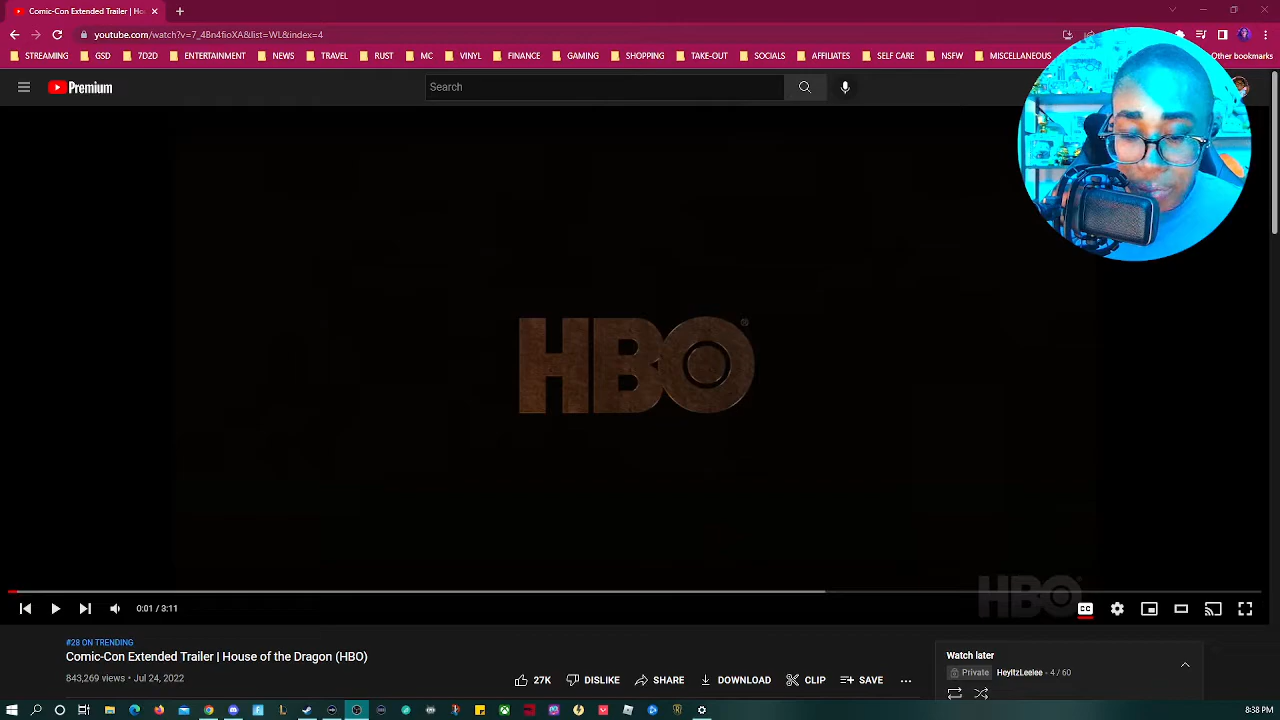 Comic-Con Extended Trailer | Ho
youtube.com/watch?v=7_4Bn4fioXA&list=WL&index=4
STREAMING GSD 7D2D ENTERTAINMENT NEWS TRAVEL RUST MC VINYL FINANCE GAMING SHOPPING TAKE-OUT SOCIALS AFFILIATES SELF CARE NSFW MISCELLANEOUS Other bookmarks
Premium
Search
HBO
HBO
0:01 / 3:11
CC
#28 ON TRENDING
Comic-Con Extended Trailer | House of the Dragon (HBO)
843,269 views • Jul 24, 2022
27K DISLIKE SHARE DOWNLOAD CLIP SAVE
Watch later
Private HeyItzLeelee - 4 / 60
8:38 PM